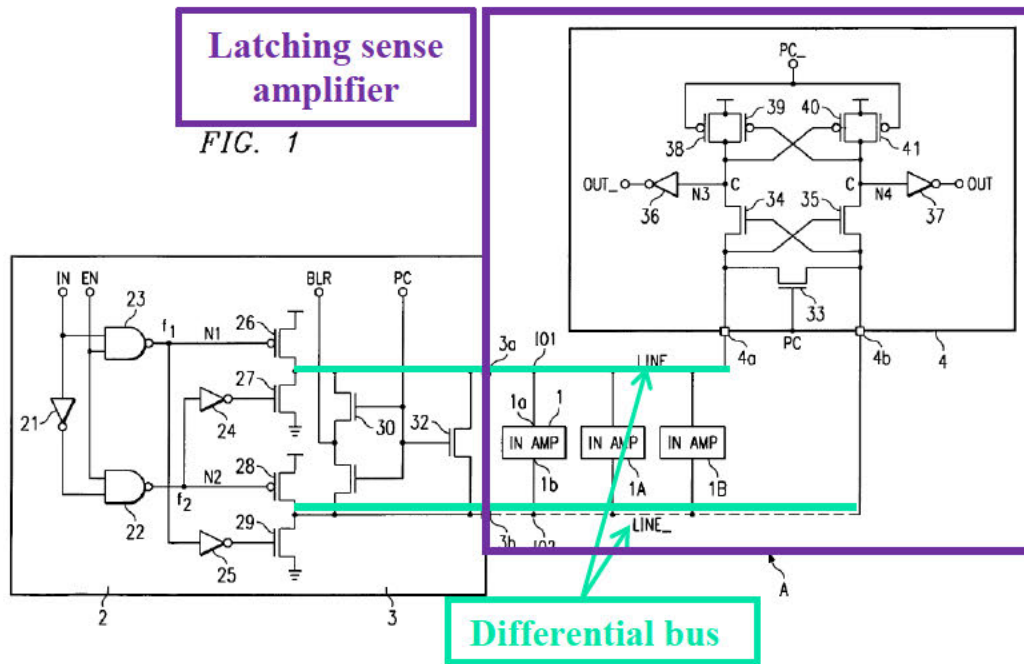 Latching sense
amplifier
FIG. 1
PC_
39
40
38
41
OUT_
36
N3
C
C
N4
37
OUT
34
35
33
4a
PC
4b
4
IN
EN
BLR
PC
23
f1
N1
26
27
21
24
30
32
3a
101
LINE
1a
1
IN AMP
IN AMP
IN AMP
1b
1A
1B
28
N2
22
f2
29
25
3b
102
LINE_
2
3
A
Differential bus